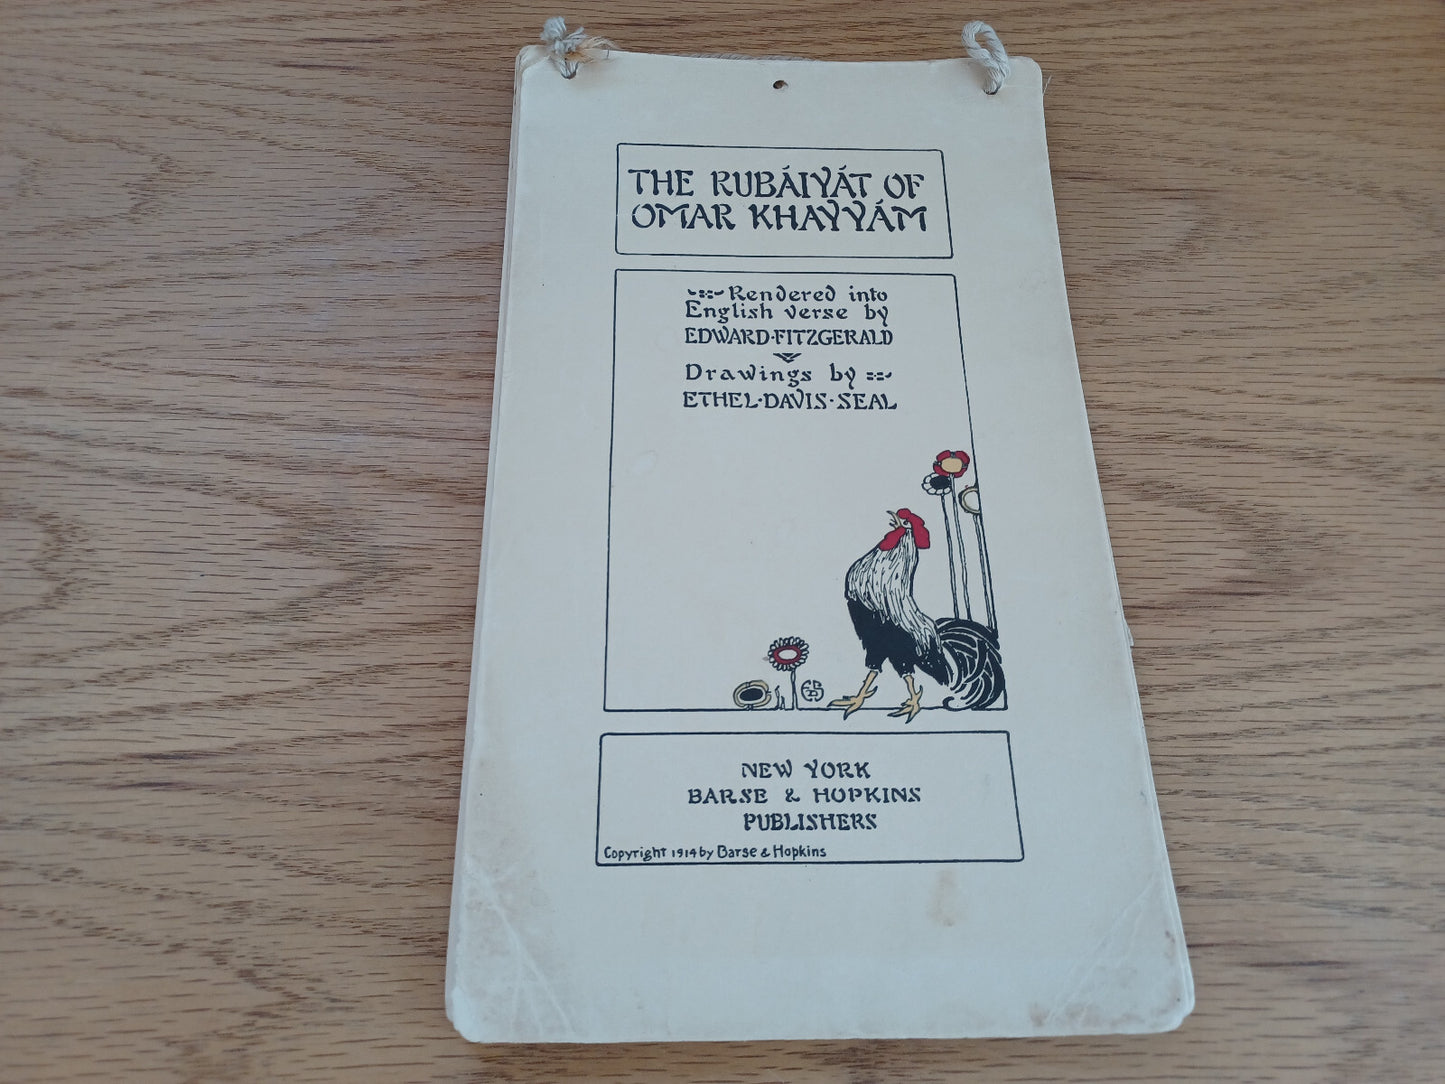 THE RUBÁIYÁT OF
OMAR KHAYYÁM
Rendered into
English verse by
EDWARD·FITZGERALD
Drawings by
ETHEL·DAVIS·SEAL
NEW YORK
BARSE & HOPKINS
PUBLISHERS
Copyright 1914 by Barse & Hopkins